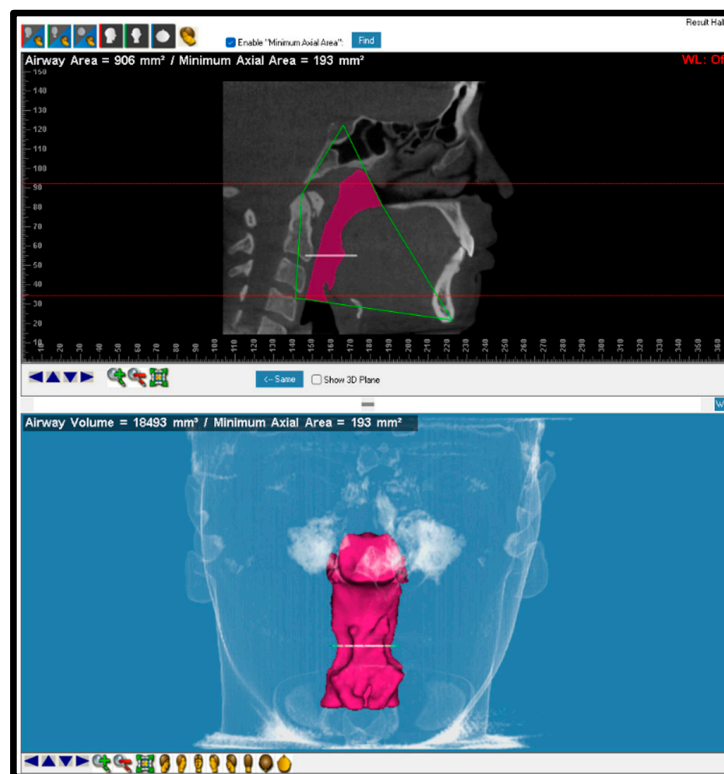 Result Hal
Enable "Minimum Axial Area":
Find
Airway Area = 906 mm² / Minimum Axial Area = 193 mm²
WL: Of
150
140
130
120
110
100
90
80
70
60
50
40
30
20
10
10 20 30 40 50 60 70 80 90 100 110 120 130 140 150 160 170 180 190 200 210 220 230 240 250 260 270 280 290 300 310 320 330 340 350 360
<-- Same
Show 3D Plane
W
Airway Volume = 18493 mm³ / Minimum Axial Area = 193 mm²